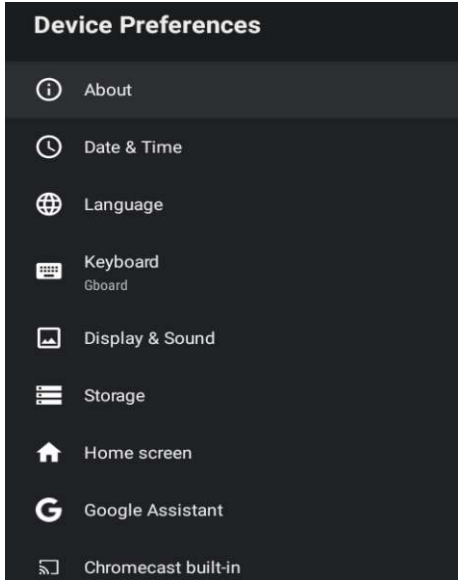 Device Preferences
About
Date & Time
Language
Keyboard
Gboard
Display & Sound
Storage
Home screen
Google Assistant
Chromecast built-in